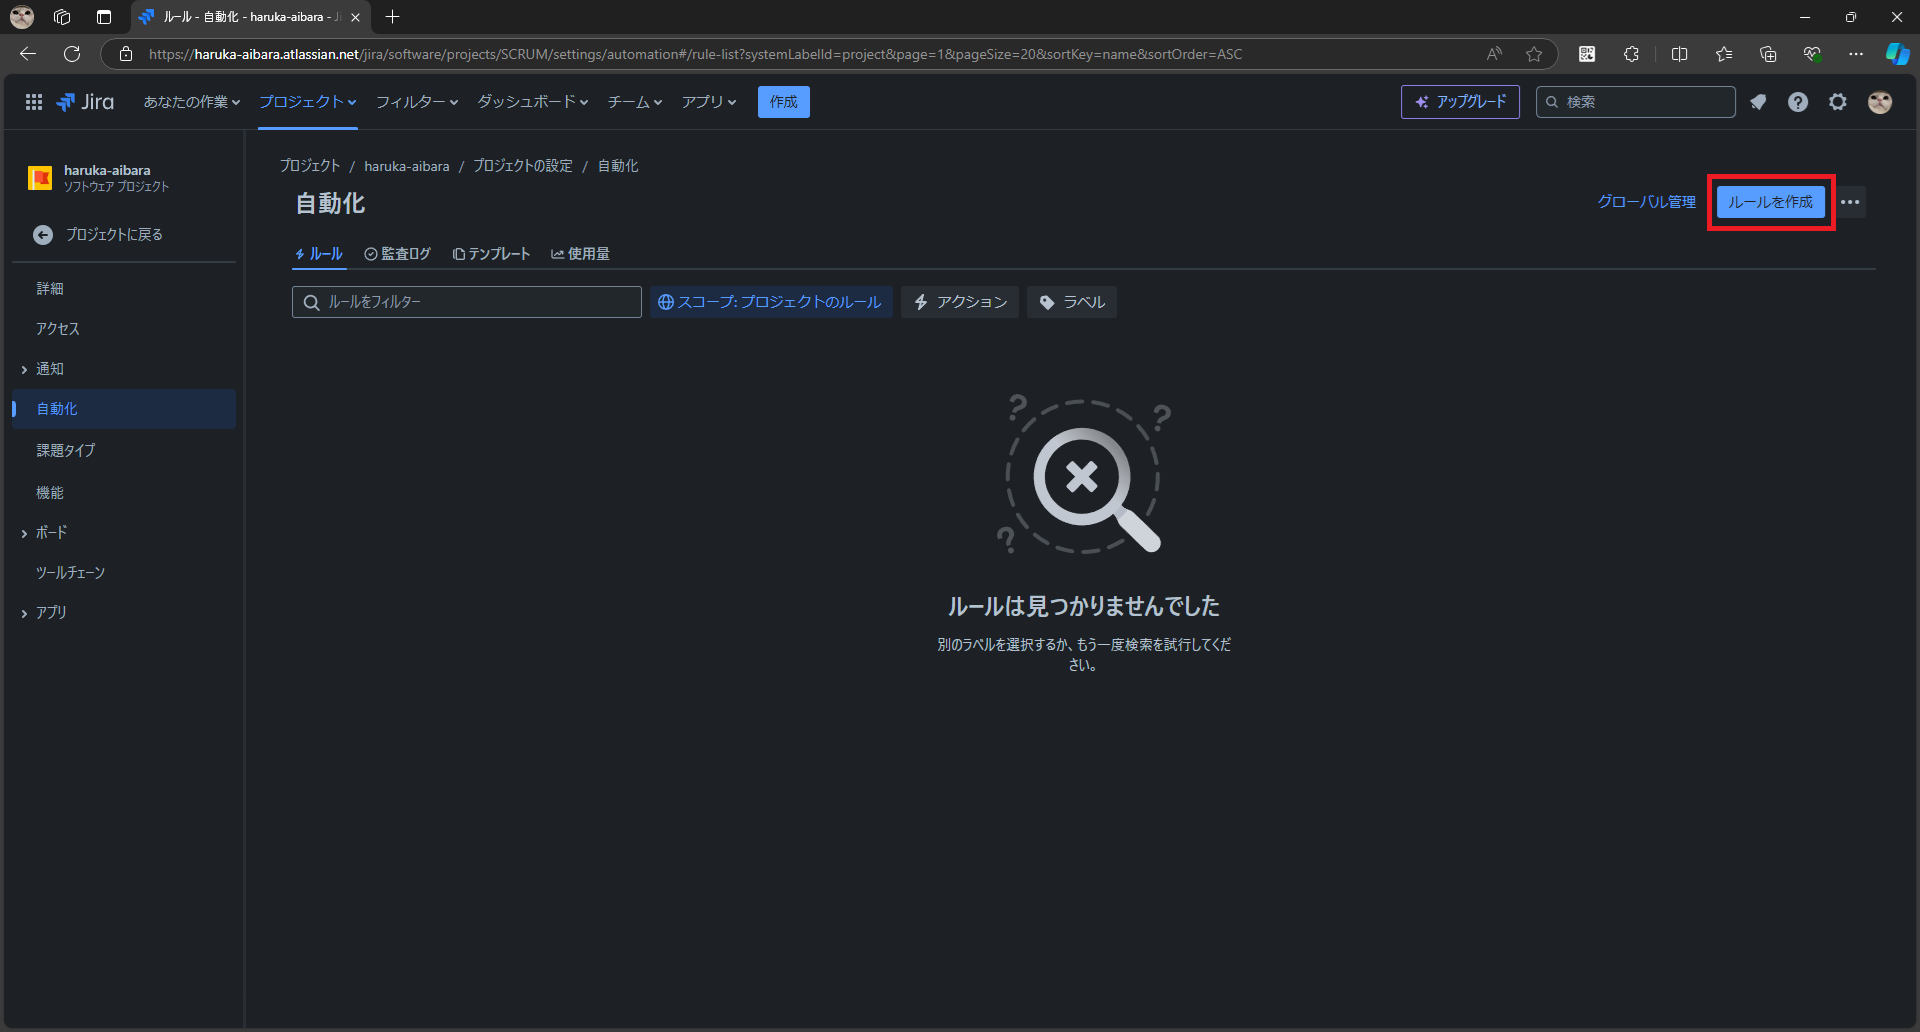 ルール - 自動化 - haruka-aibara - Ji
https://haruka-aibara.atlassian.net/jira/software/projects/SCRUM/settings/automation#/rule-list?systemLabelId=project&page=1&pageSize=20&sortKey=name&sortOrder=ASC
Jira
あなたの作業
プロジェクト
フィルター
ダッシュボード
チーム
アプリ
作成
アップグレード
検索
haruka-aibara
ソフトウェア プロジェクト
プロジェクトに戻る
詳細
アクセス
通知
自動化
課題タイプ
機能
ボード
ツールチェーン
アプリ
プロジェクト / haruka-aibara / プロジェクトの設定 / 自動化
自動化
グローバル管理
ルールを作成
ルール
監査ログ
テンプレート
使用量
ルールをフィルター
スコープ: プロジェクトのルール
アクション
ラベル
ルールは見つかりませんでした
別のラベルを選択するか、もう一度検索を試行してくだ
さい。